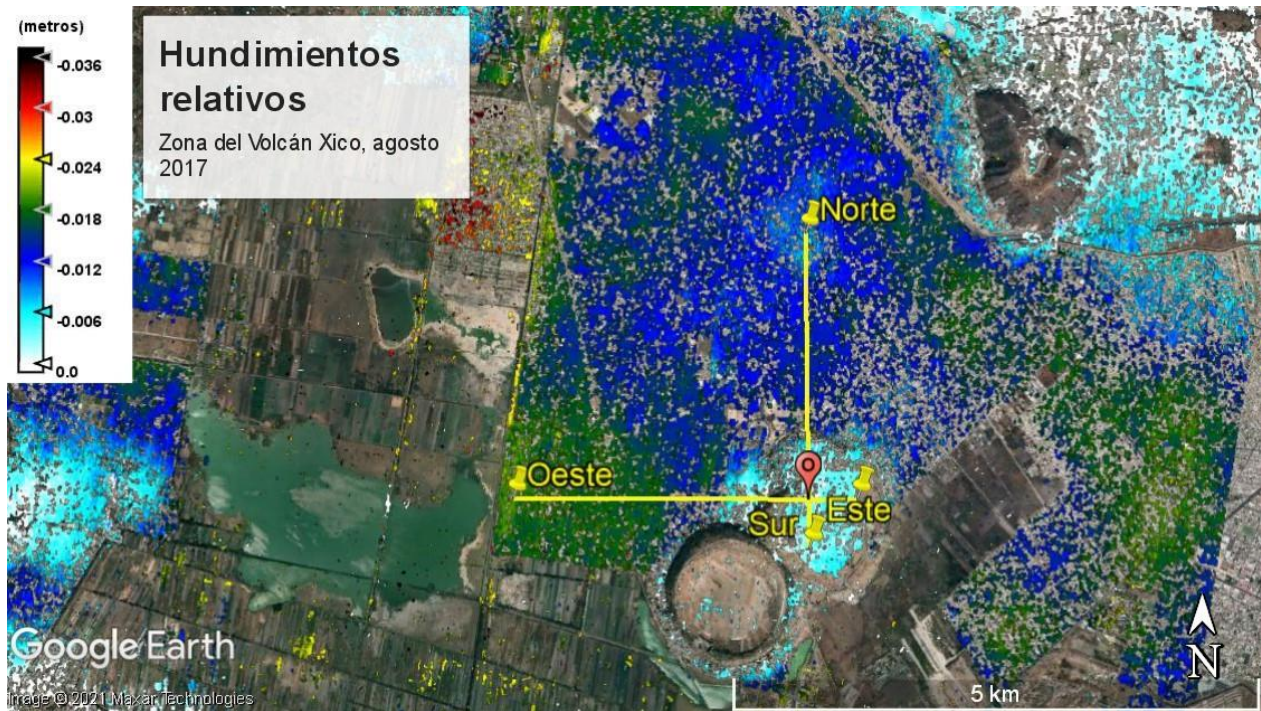 (metros)
-0.036
-0.03
-0.024
-0.018
-0.012
-0.006
0.0
Hundimientos
relativos
Zona del Volcán Xico, agosto
2017
Norte
Oeste
Este
Sur
Google Earth
Image © 2021 Maxar Technologies
N
5 km